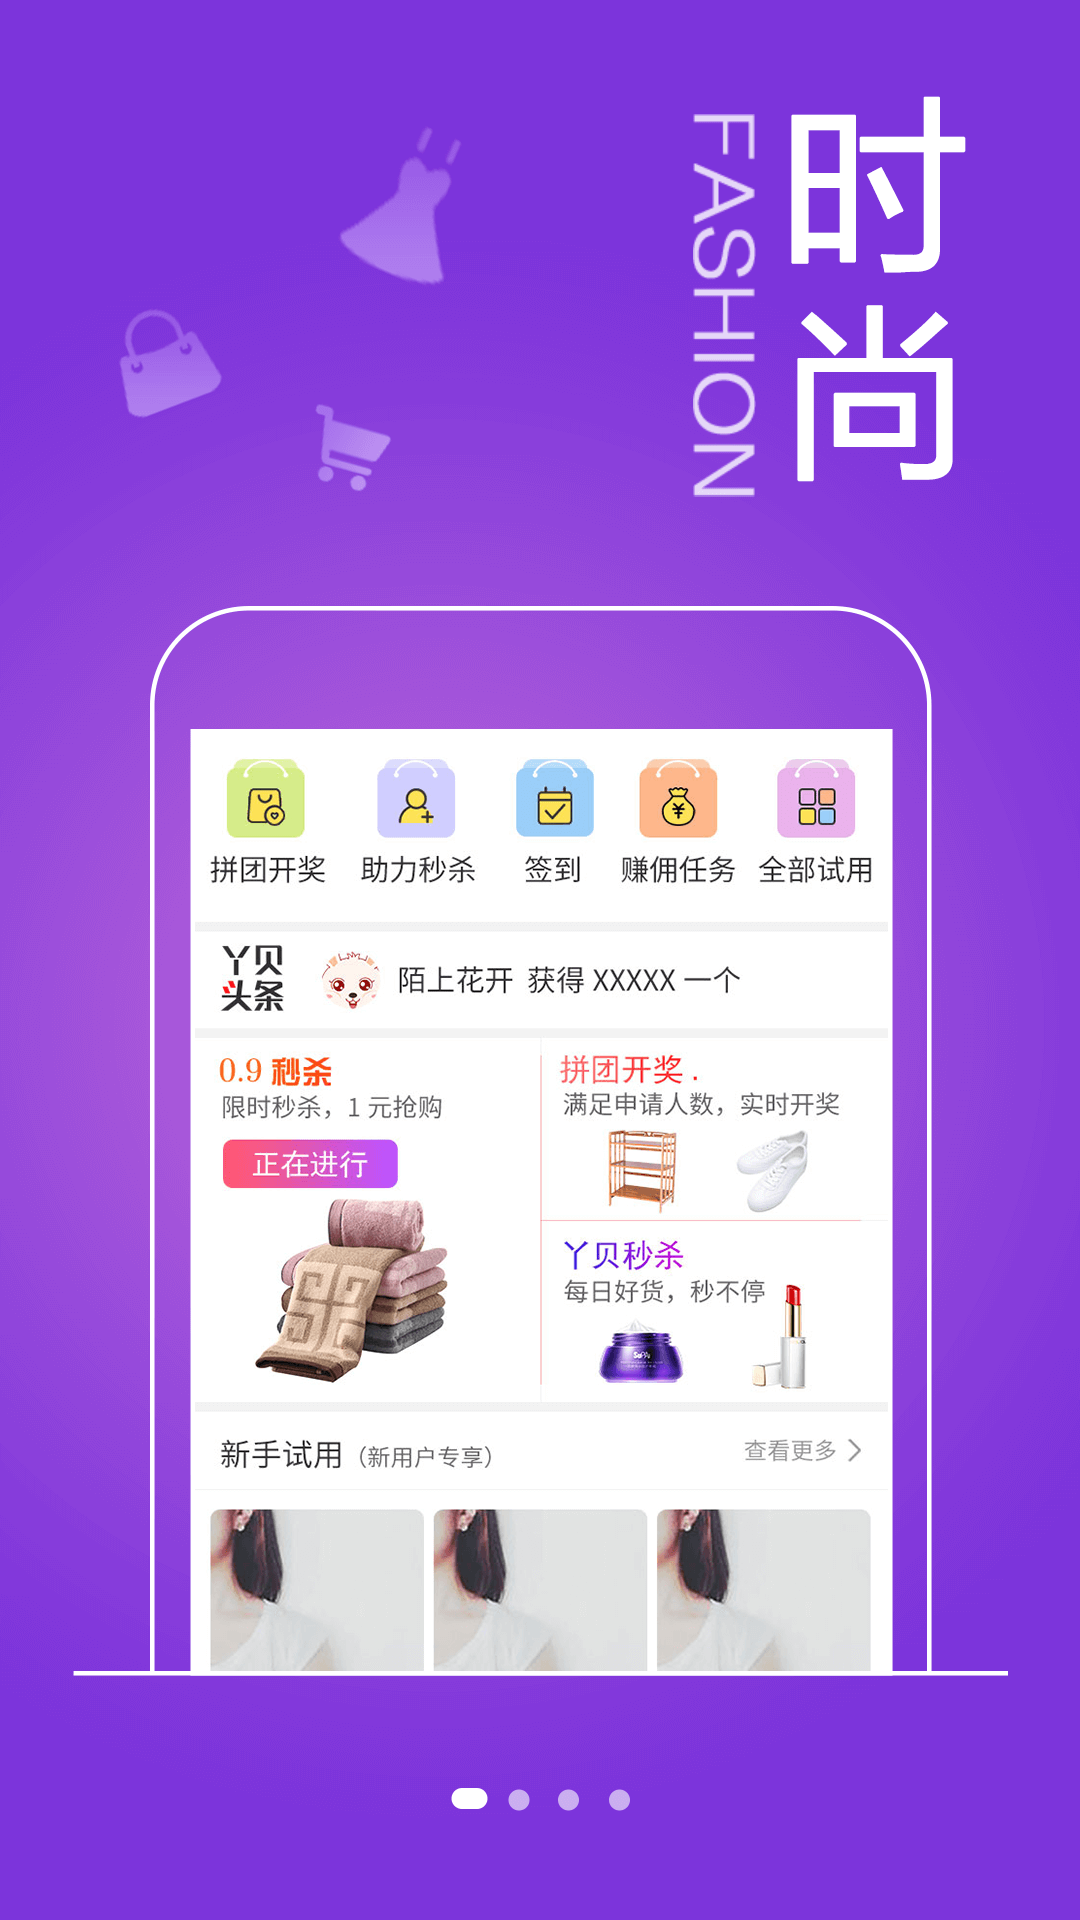 时尚
FASHION
拼团开奖 助力秒杀 签到 赚佣任务 全部试用
丫贝
头条
陌上花开 获得 XXXXX 一个
0.9 秒杀
限时秒杀，1 元抢购
正在进行
拼团开奖 .
满足申请人数，实时开奖
丫贝秒杀
每日好货，秒不停
新手试用（新用户专享）
查看更多